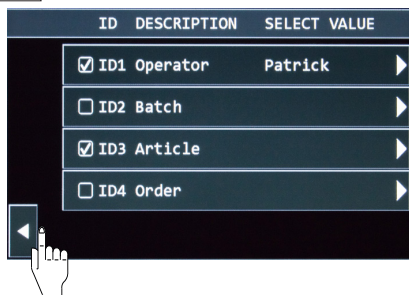 ID DESCRIPTION SELECT VALUE
ID1 Operator Patrick
ID2 Batch
ID3 Article
ID4 Order